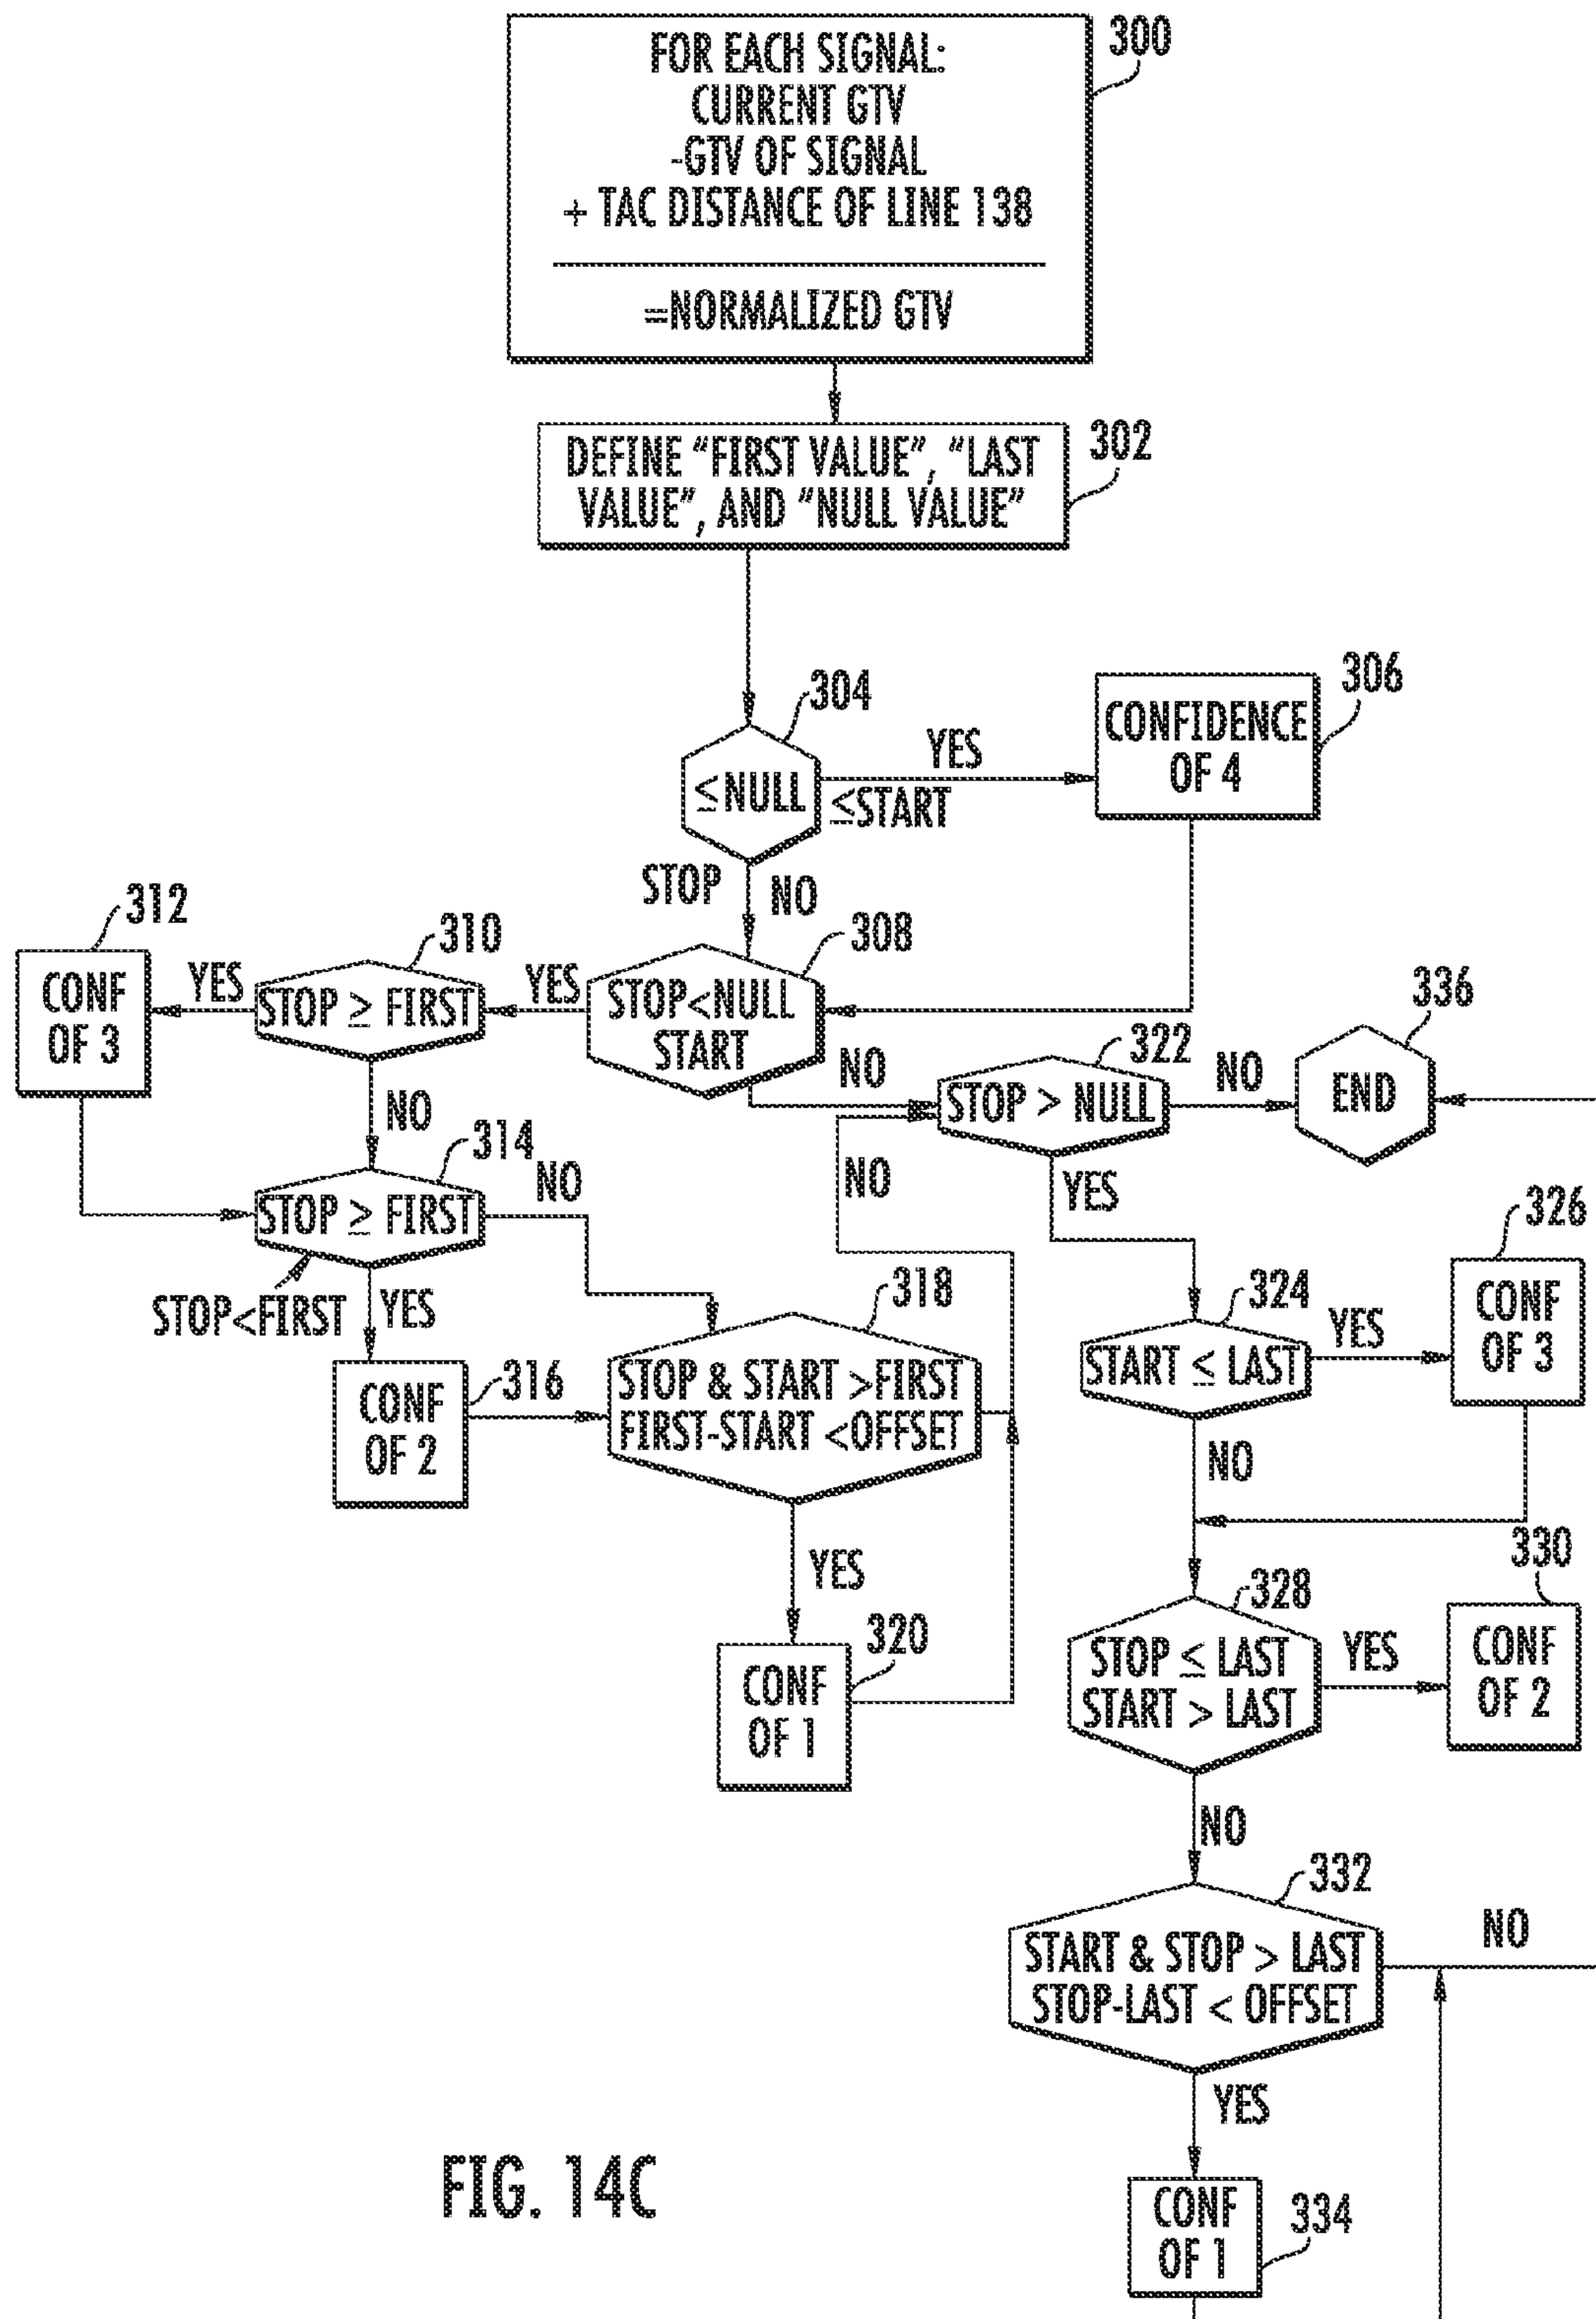 300
FOR EACH SIGNAL:
CURRENT GTV
-GTV OF SIGNAL
+ TAC DISTANCE OF LINE 138
=NORMALIZED GTV
302
DEFINE "FIRST VALUE", "LAST
VALUE", AND "NULL VALUE"
304
≤NULL
YES
≤START
306
CONFIDENCE
OF 4
STOP
NO
308
STOP<NULL
START
YES
310
STOP ≥ FIRST
YES
312
CONF
OF 3
NO
314
STOP ≥ FIRST
NO
STOP<FIRST
YES
316
CONF
OF 2
318
STOP & START >FIRST
FIRST-START <OFFSET
YES
320
CONF
OF 1
NO
NO
322
STOP > NULL
NO
336
END
YES
324
START ≤ LAST
YES
326
CONF
OF 3
NO
328
STOP ≤ LAST
START > LAST
YES
330
CONF
OF 2
NO
332
START & STOP > LAST
STOP-LAST < OFFSET
NO
YES
334
CONF
OF 1
FIG. 14C